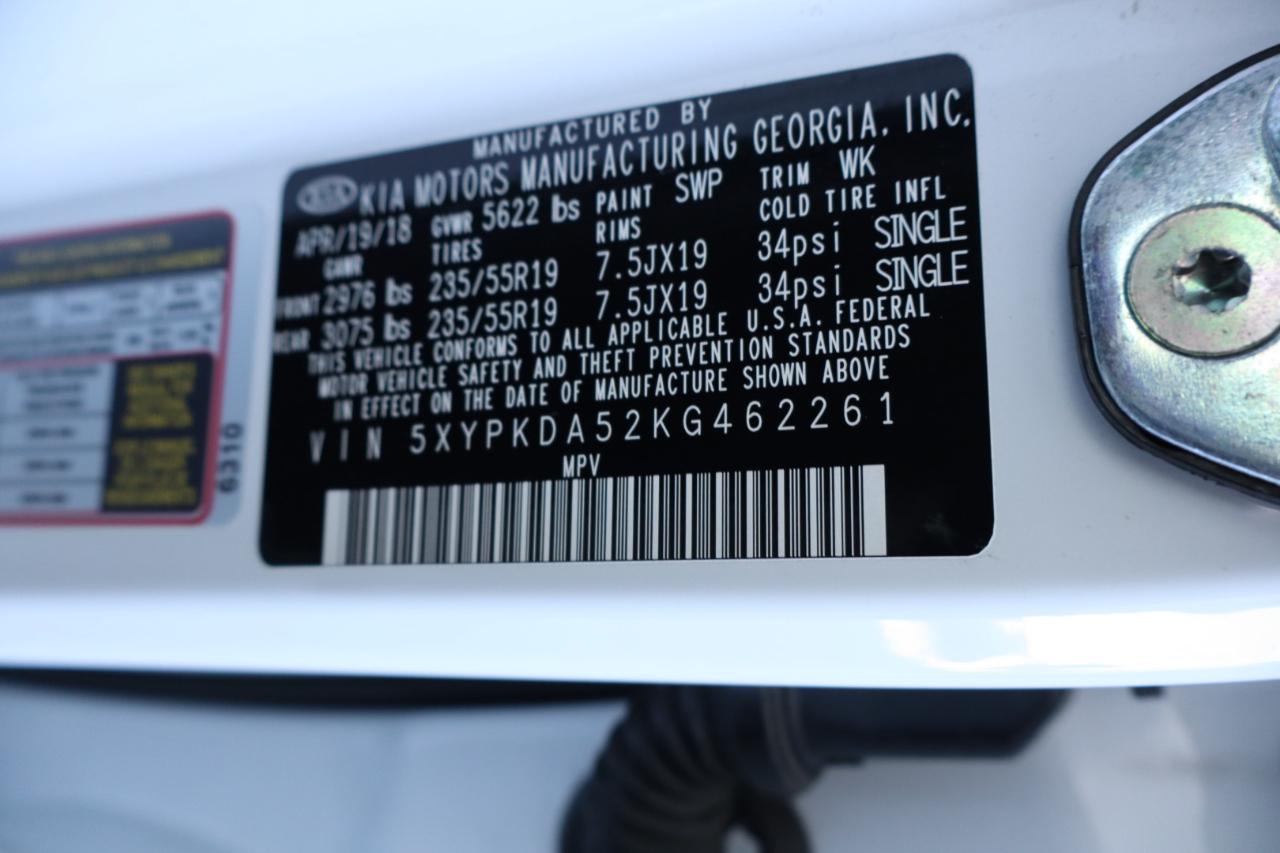 MANUFACTURED BY
KIA KIA MOTORS MANUFACTURING GEORGIA, INC.
APR/19/18 GVWR 5622 lbs PAINT SWP TRIM WK
GAWR TIRES RIMS COLD TIRE INFL
FRONT 2976 lbs 235/55R19 7.5JX19 34psi SINGLE
REAR 3075 lbs 235/55R19 7.5JX19 34psi SINGLE
THIS VEHICLE CONFORMS TO ALL APPLICABLE U.S.A. FEDERAL
MOTOR VEHICLE SAFETY AND THEFT PREVENTION STANDARDS
IN EFFECT ON THE DATE OF MANUFACTURE SHOWN ABOVE
VIN 5XYPKDA52KG462261
MPV
6310